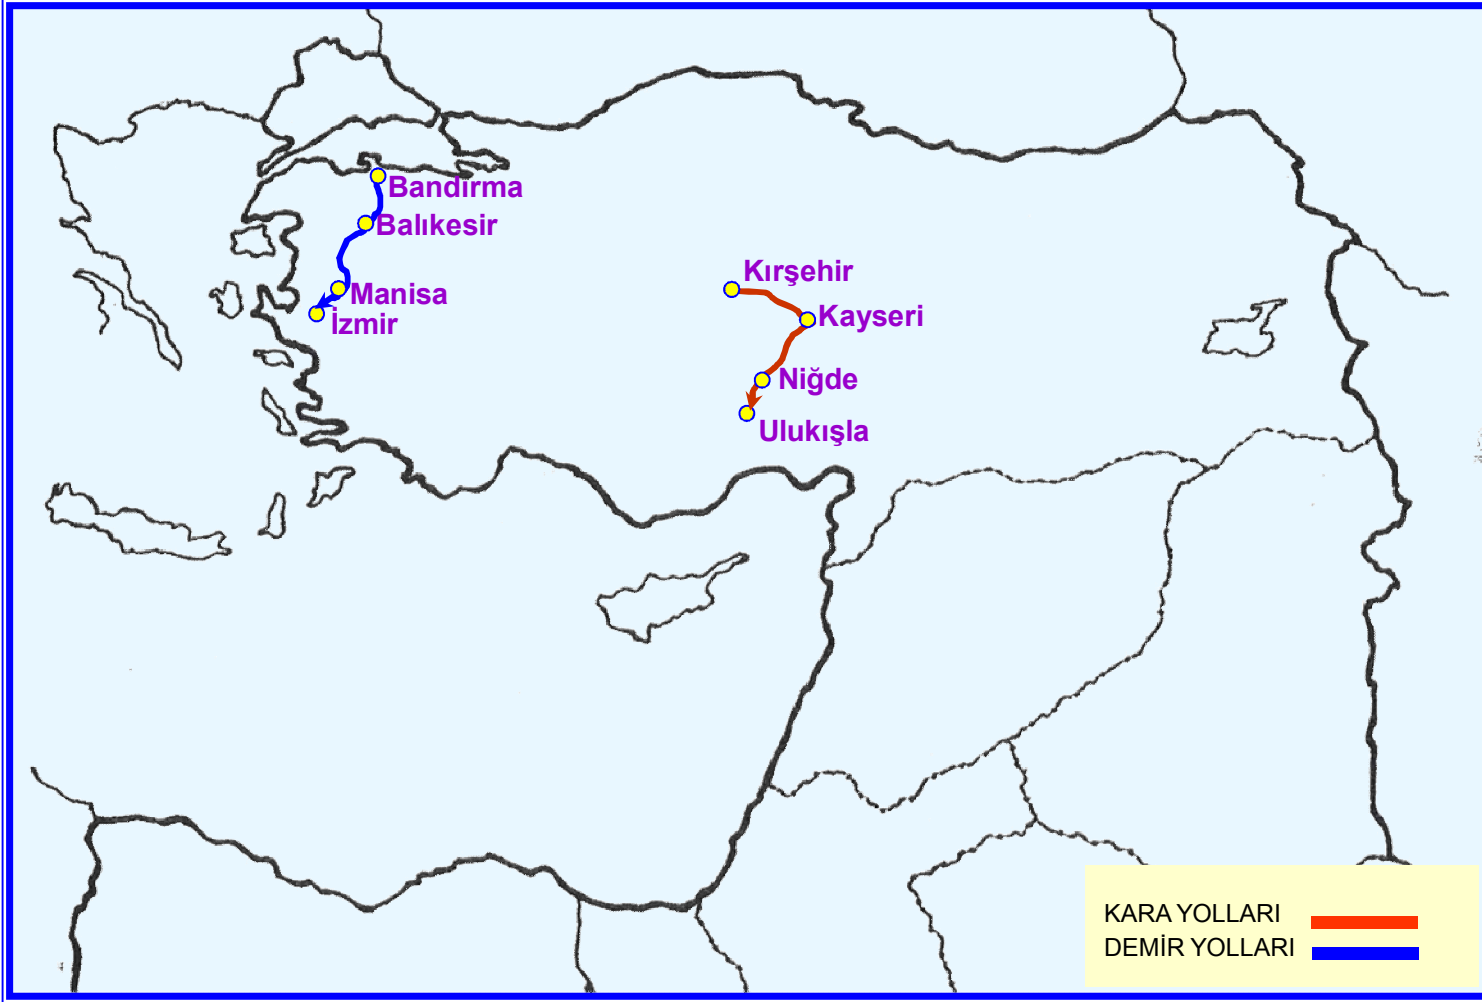 Bandırma
Balıkesir
Manisa
İzmir
Kırşehir
Kayseri
Niğde
Ulukışla
KARA YOLLARI
DEMİR YOLLARI